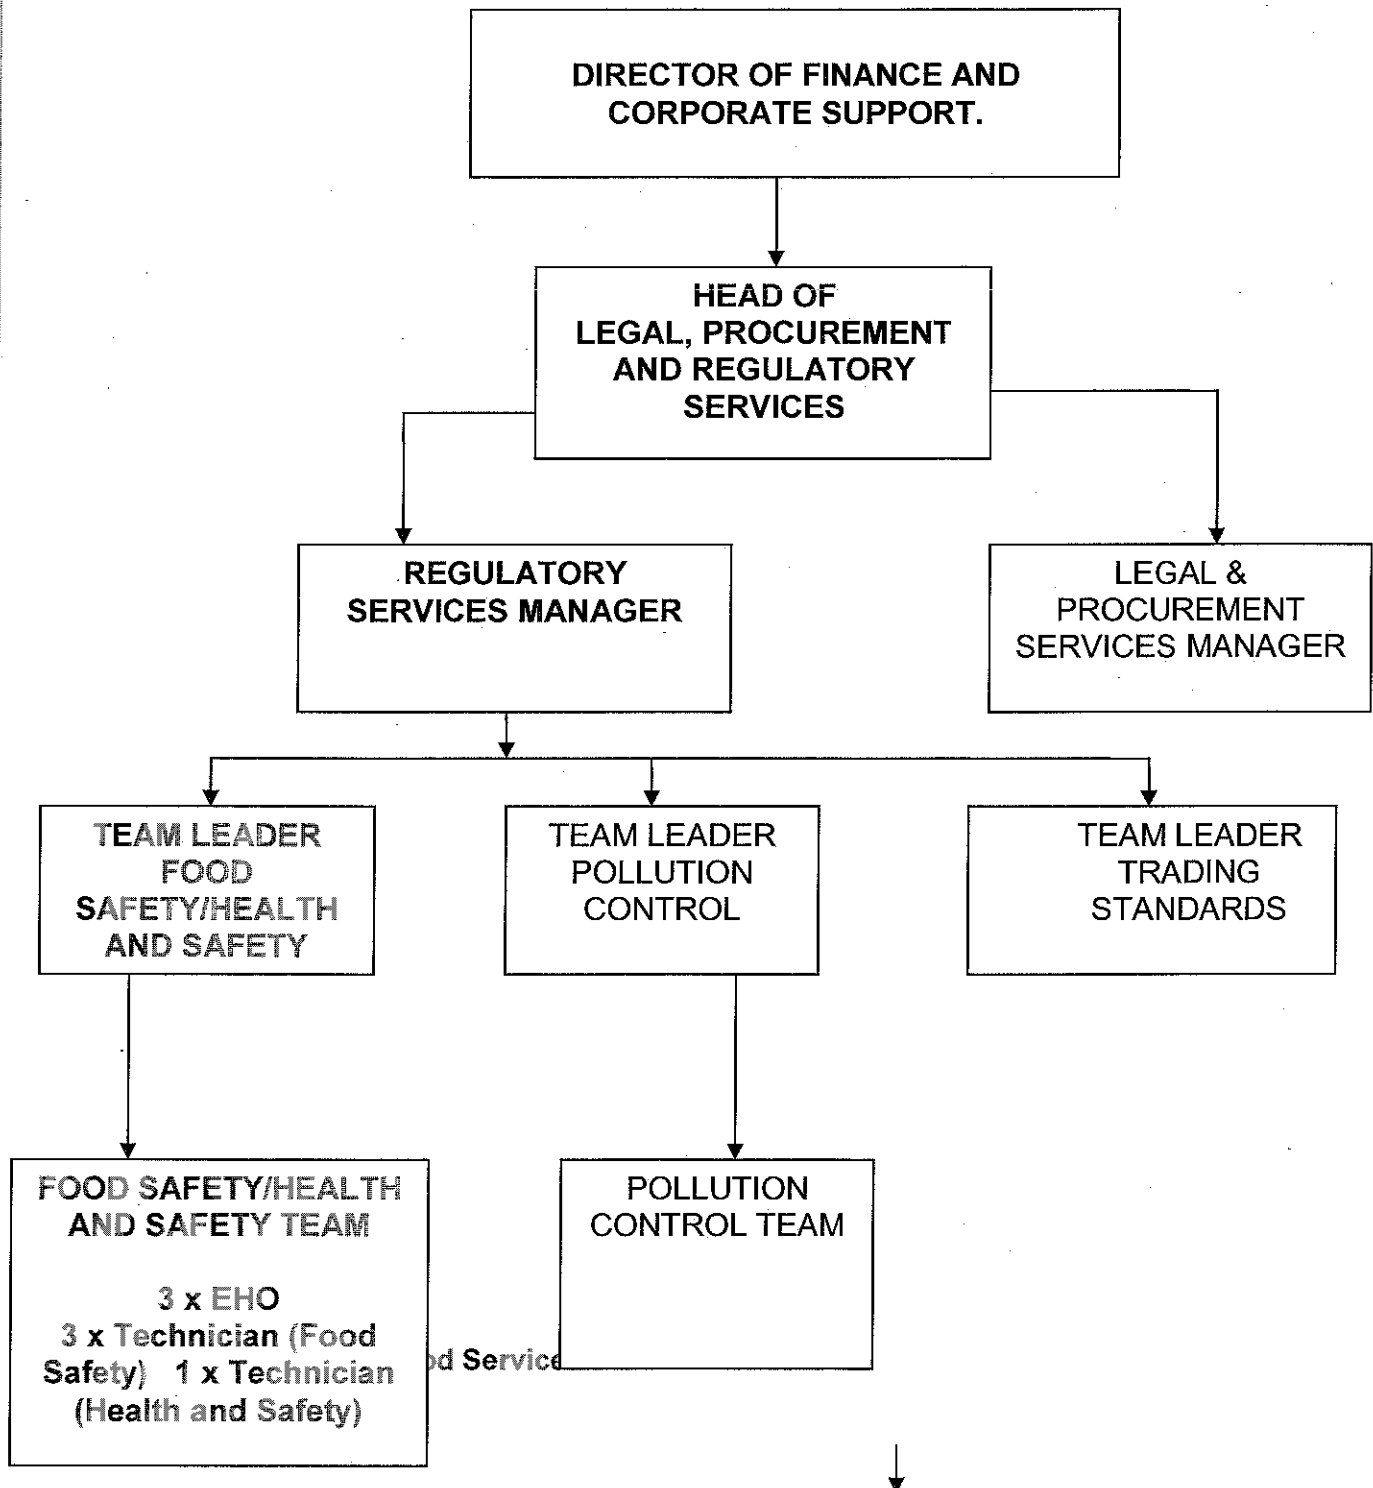 DIRECTOR OF FINANCE AND
CORPORATE SUPPORT.
HEAD OF
LEGAL, PROCUREMENT
AND REGULATORY
SERVICES
REGULATORY
SERVICES MANAGER
LEGAL &
PROCUREMENT
SERVICES MANAGER
TEAM LEADER
FOOD
SAFETY/HEALTH
AND SAFETY
TEAM LEADER
POLLUTION
CONTROL
TEAM LEADER
TRADING
STANDARDS
FOOD SAFETY/HEALTH
AND SAFETY TEAM
3 x EHO
3 x Technician (Food
Safety) 1 x Technician
(Health and Safety)
POLLUTION
CONTROL TEAM
Service